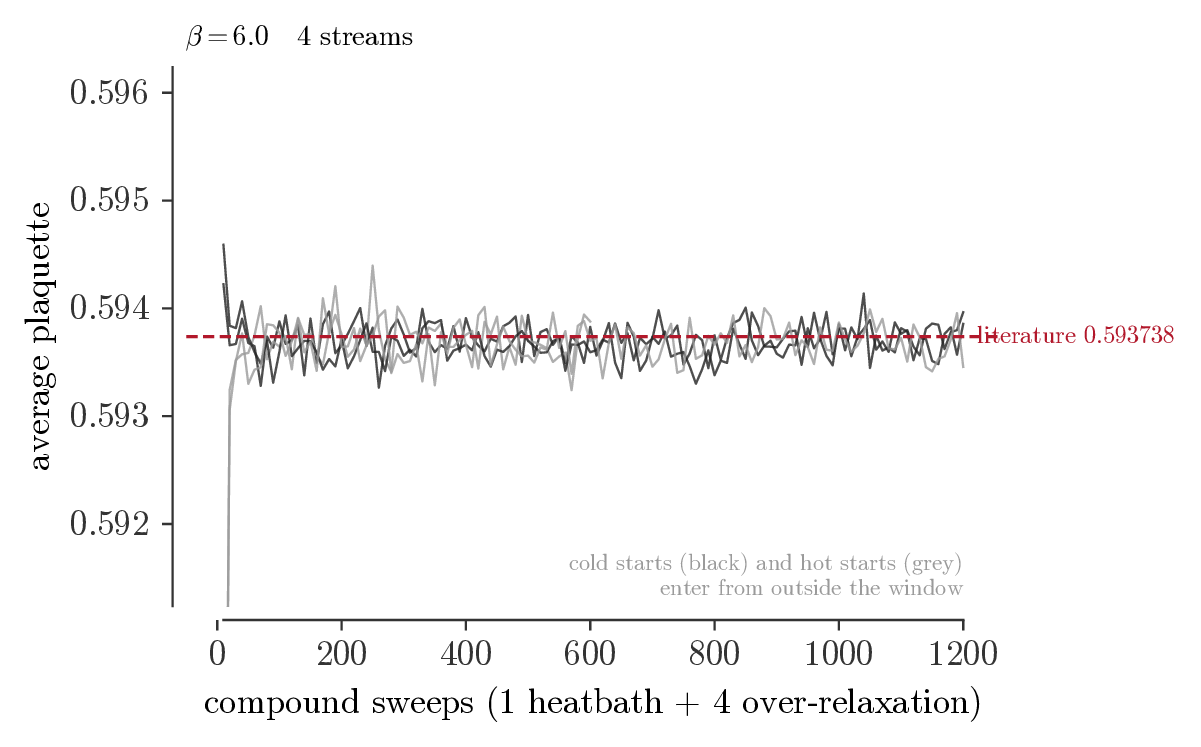 β=6.0 4 streams
0.596
0.595
0.594
0.593
0.592
average plaquette
literature 0.593738
cold starts (black) and hot starts (grey)
enter from outside the window
0 200 400 600 800 1000 1200
compound sweeps (1 heatbath + 4 over-relaxation)